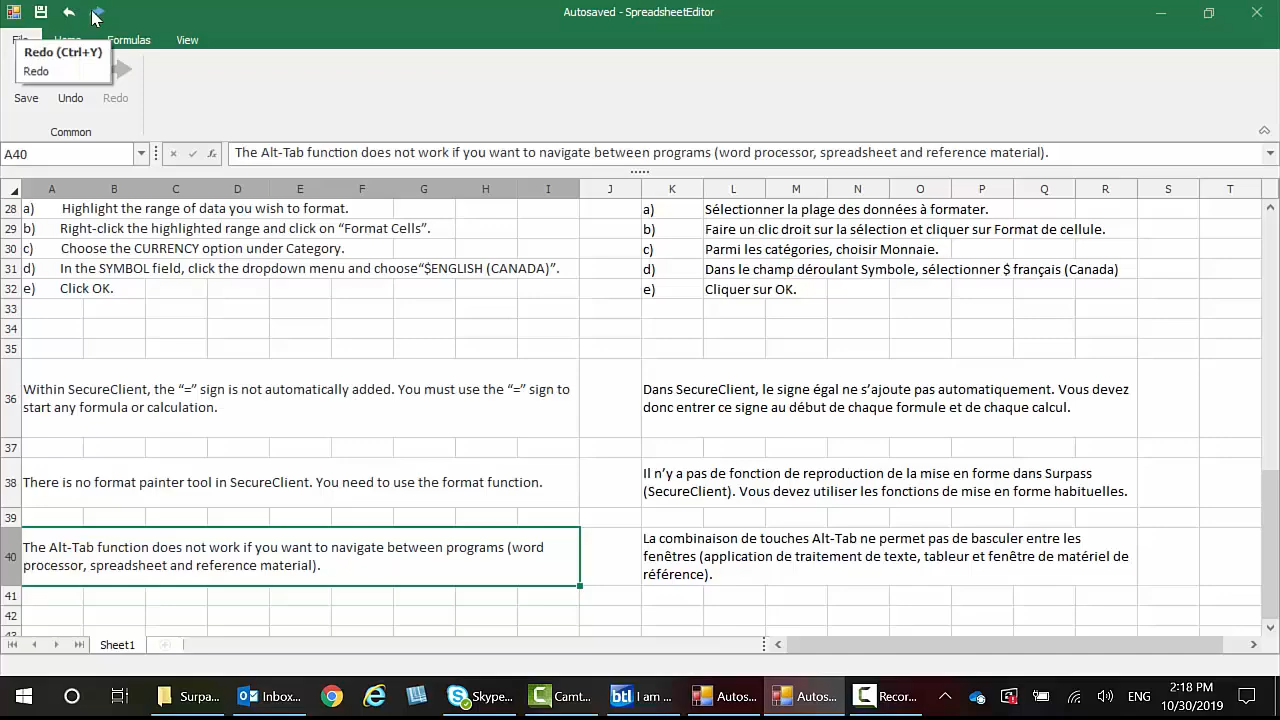 Autosaved - SpreadsheetEditor
Formulas View
Redo (Ctrl+Y)
Redo
Save Undo Redo
Common
A40 fx The Alt-Tab function does not work if you want to navigate between programs (word processor, spreadsheet and reference material).
A B C D E F G H I J K L M N O P Q R S T
28 a) Highlight the range of data you wish to format. a) Sélectionner la plage des données à formater.
29 b) Right-click the highlighted range and click on “Format Cells”. b) Faire un clic droit sur la sélection et cliquer sur Format de cellule.
30 c) Choose the CURRENCY option under Category. c) Parmi les catégories, choisir Monnaie.
31 d) In the SYMBOL field, click the dropdown menu and choose“$ENGLISH (CANADA)”. d) Dans le champ déroulant Symbole, sélectionner $ français (Canada)
32 e) Click OK. e) Cliquer sur OK.
33
34
35
36
Within SecureClient, the “=” sign is not automatically added. You must use the “=” sign to
start any formula or calculation.
Dans SecureClient, le signe égal ne s’ajoute pas automatiquement. Vous devez
donc entrer ce signe au début de chaque formule et de chaque calcul.
37
38
There is no format painter tool in SecureClient. You need to use the format function.
Il n’y a pas de fonction de reproduction de la mise en forme dans Surpass
(SecureClient). Vous devez utiliser les fonctions de mise en forme habituelles.
39
40
The Alt-Tab function does not work if you want to navigate between programs (word
processor, spreadsheet and reference material).
La combinaison de touches Alt-Tab ne permet pas de basculer entre les
fenêtres (application de traitement de texte, tableur et fenêtre de matériel de
référence).
41
42
Sheet1
Surpa... Inbox... Skype... Camt... btl I am ... Autos... Autos... Recor... ENG
2:18 PM
10/30/2019